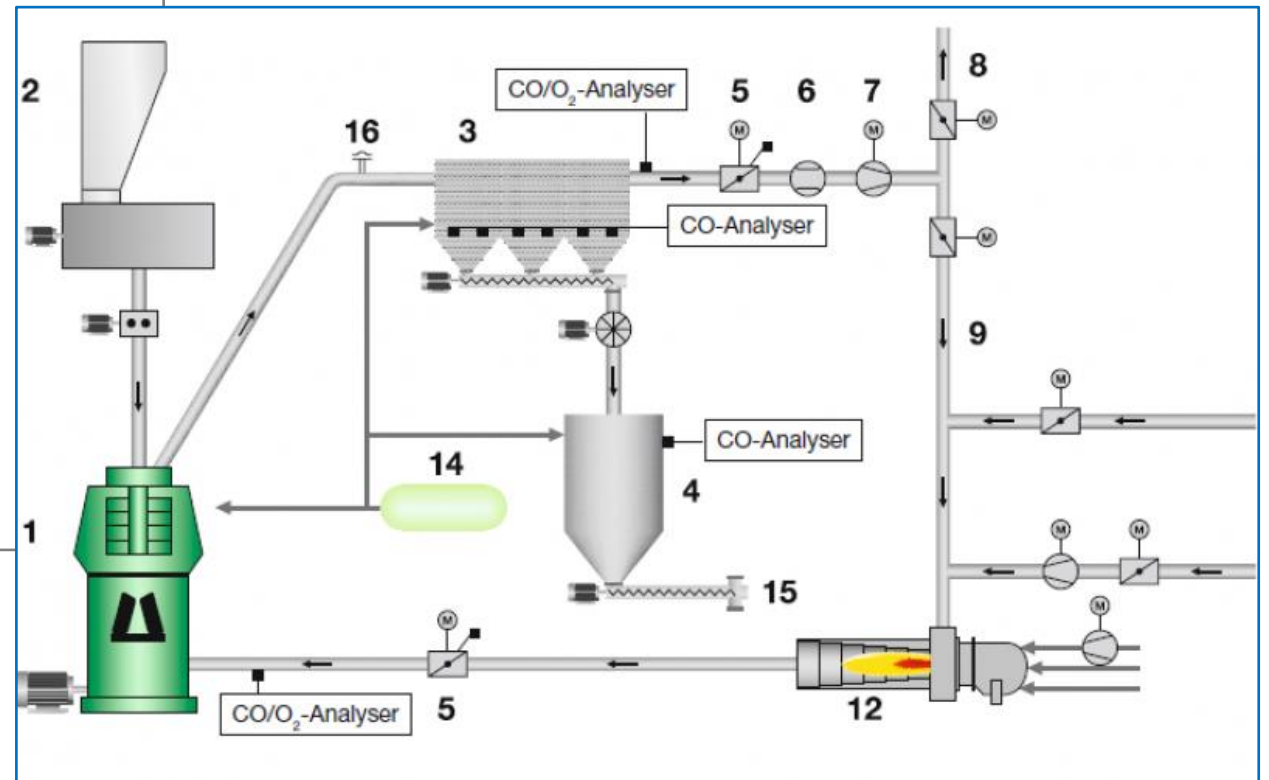 8
CO/O₂-Analyser
5
6
7
2
M
M
M
16
3
CO-Analyser
M
9
M
CO-Analyser
14
4
1
M
M
15
M
M
CO/O₂-Analyser
5
12